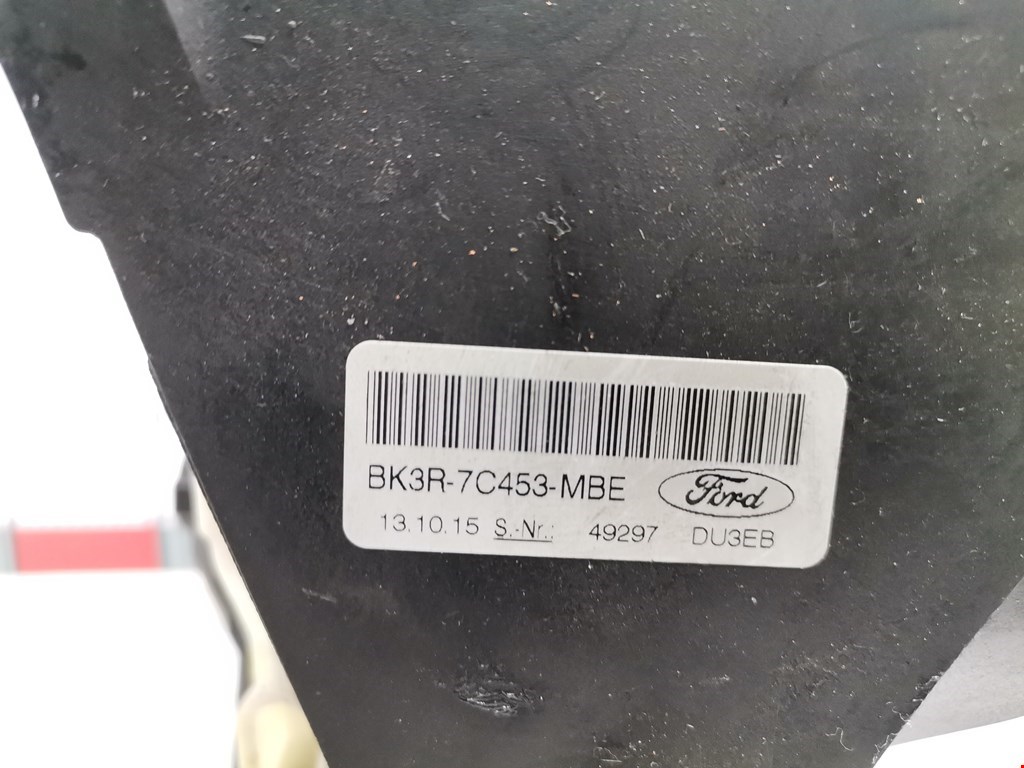 BK3R-7C453-MBE Ford
13.10.15 S.-Nr.: 49297 DU3EB